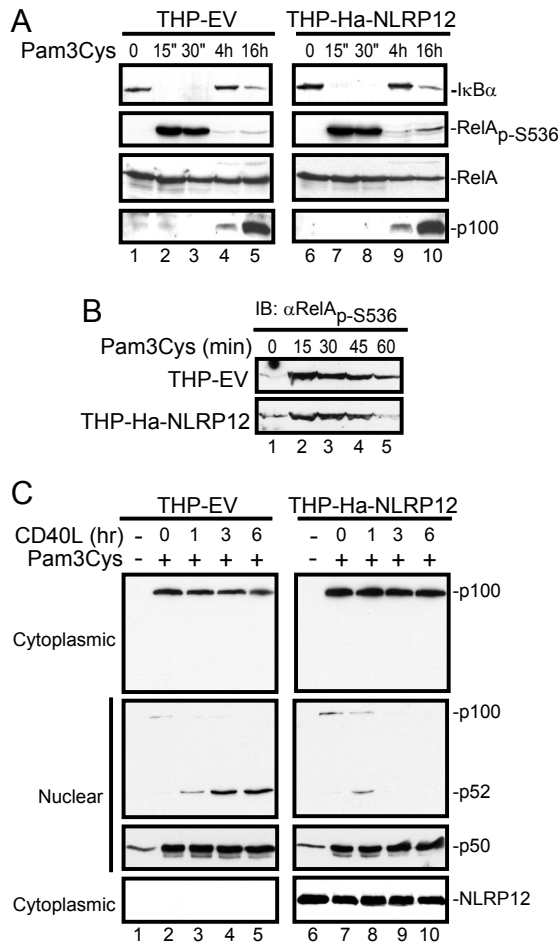 A
THP-EV THP-Ha-NLRP12
Pam3Cys 0 15" 30" 4h 16h 0 15" 30" 4h 16h
-IκBα
-RelAp-S536
-RelA
-p100
1 2 3 4 5 6 7 8 9 10
B
IB: αRelAp-S536
Pam3Cys (min) 0 15 30 45 60
THP-EV
THP-Ha-NLRP12
1 2 3 4 5
C
THP-EV THP-Ha-NLRP12
CD40L (hr) - 0 1 3 6 - 0 1 3 6
Pam3Cys - + + + + - + + + +
-p100
Cytoplasmic
-p100
Nuclear
-p52
-p50
Cytoplasmic
-NLRP12
1 2 3 4 5 6 7 8 9 10